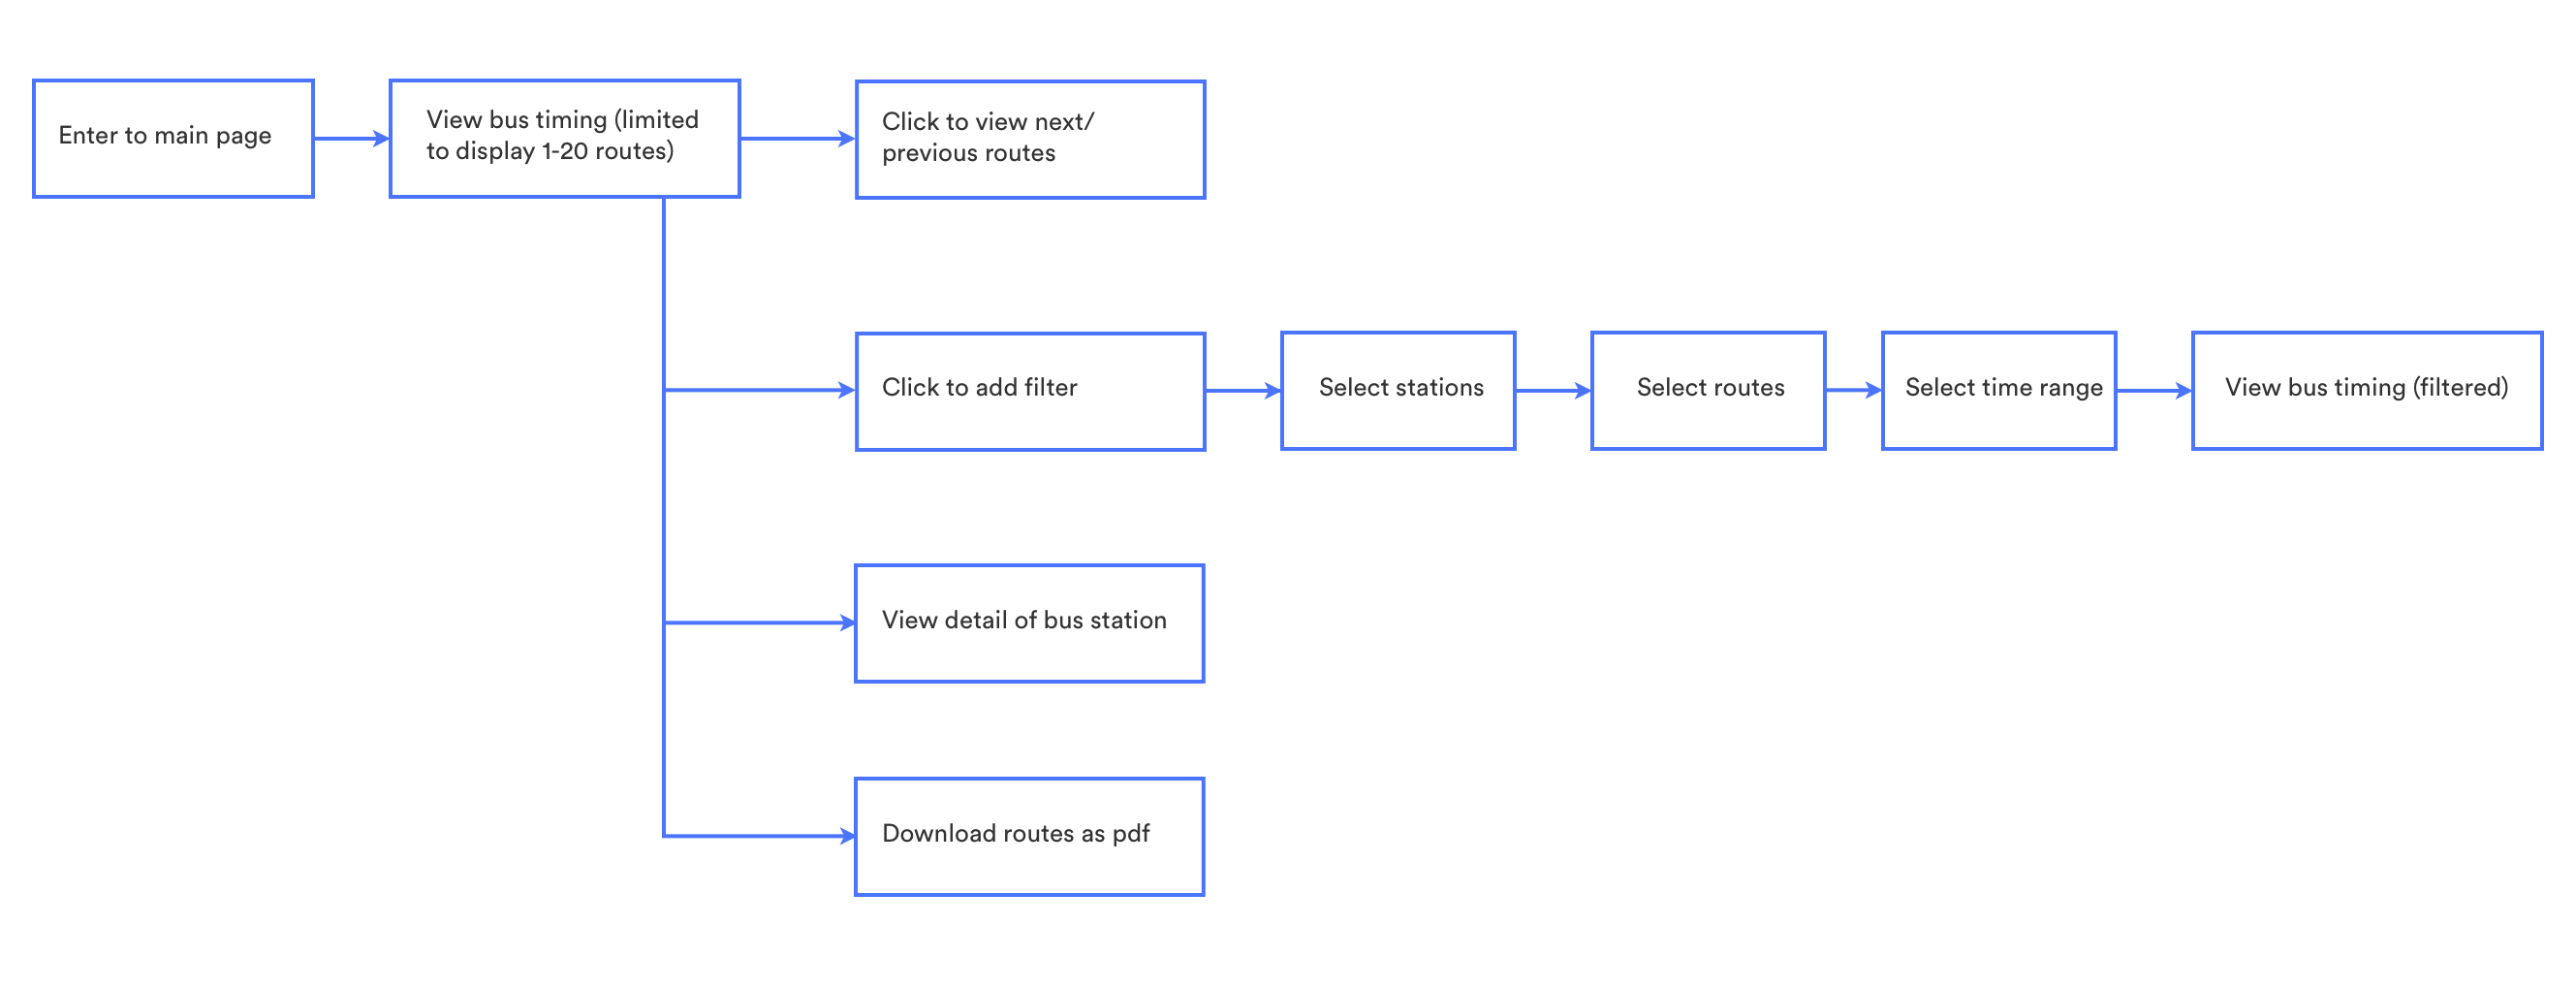 Enter to main page
View bus timing (limited
to display 1-20 routes)
Click to view next/
previous routes
Click to add filter
Select stations
Select routes
Select time range
View bus timing (filtered)
View detail of bus station
Download routes as pdf